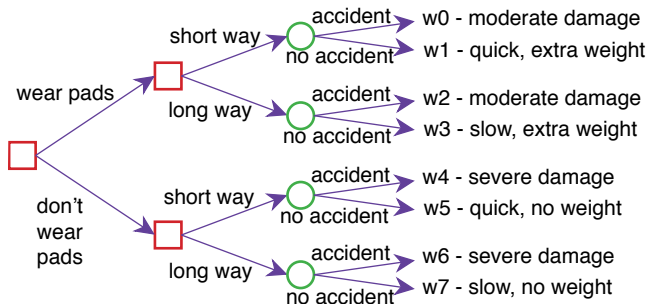 accident
w0 - moderate damage
short way
no accident
w1 - quick, extra weight
wear pads
accident
w2 - moderate damage
long way
no accident
w3 - slow, extra weight
don't
wear
pads
accident
w4 - severe damage
short way
no accident
w5 - quick, no weight
accident
w6 - severe damage
long way
no accident
w7 - slow, no weight